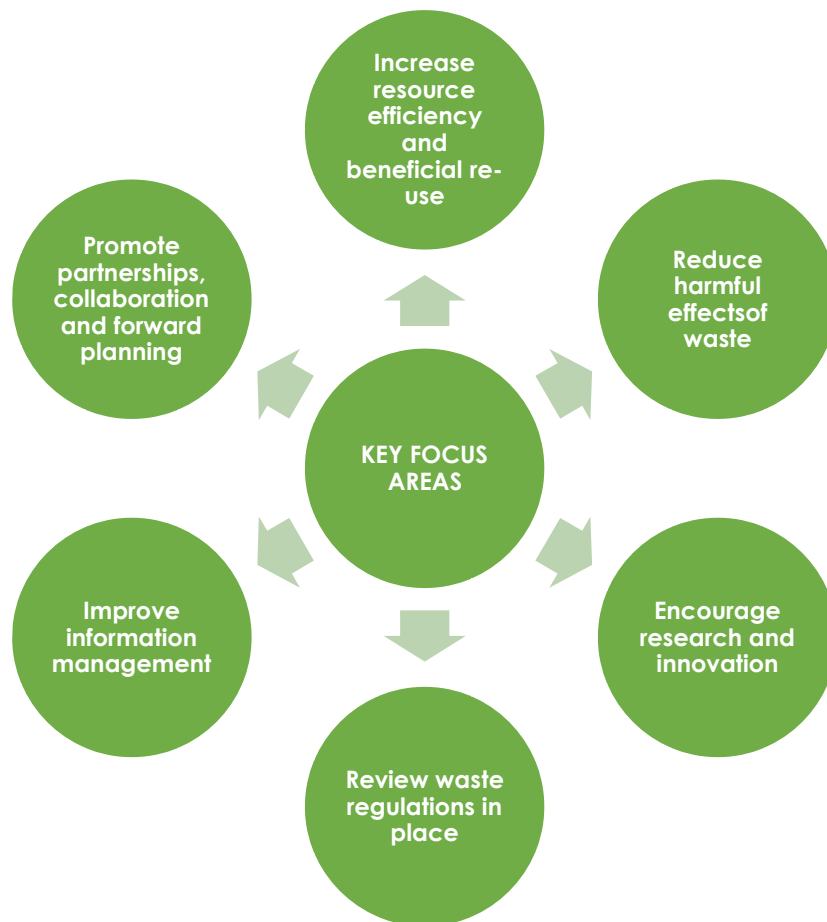 Increase
resource
efficiency
and
beneficial re-
use
Promote
partnerships,
collaboration
and forward
planning
Reduce
harmful
effectsof
waste
KEY FOCUS
AREAS
Improve
information
management
Encourage
research and
innovation
Review waste
regulations in
place